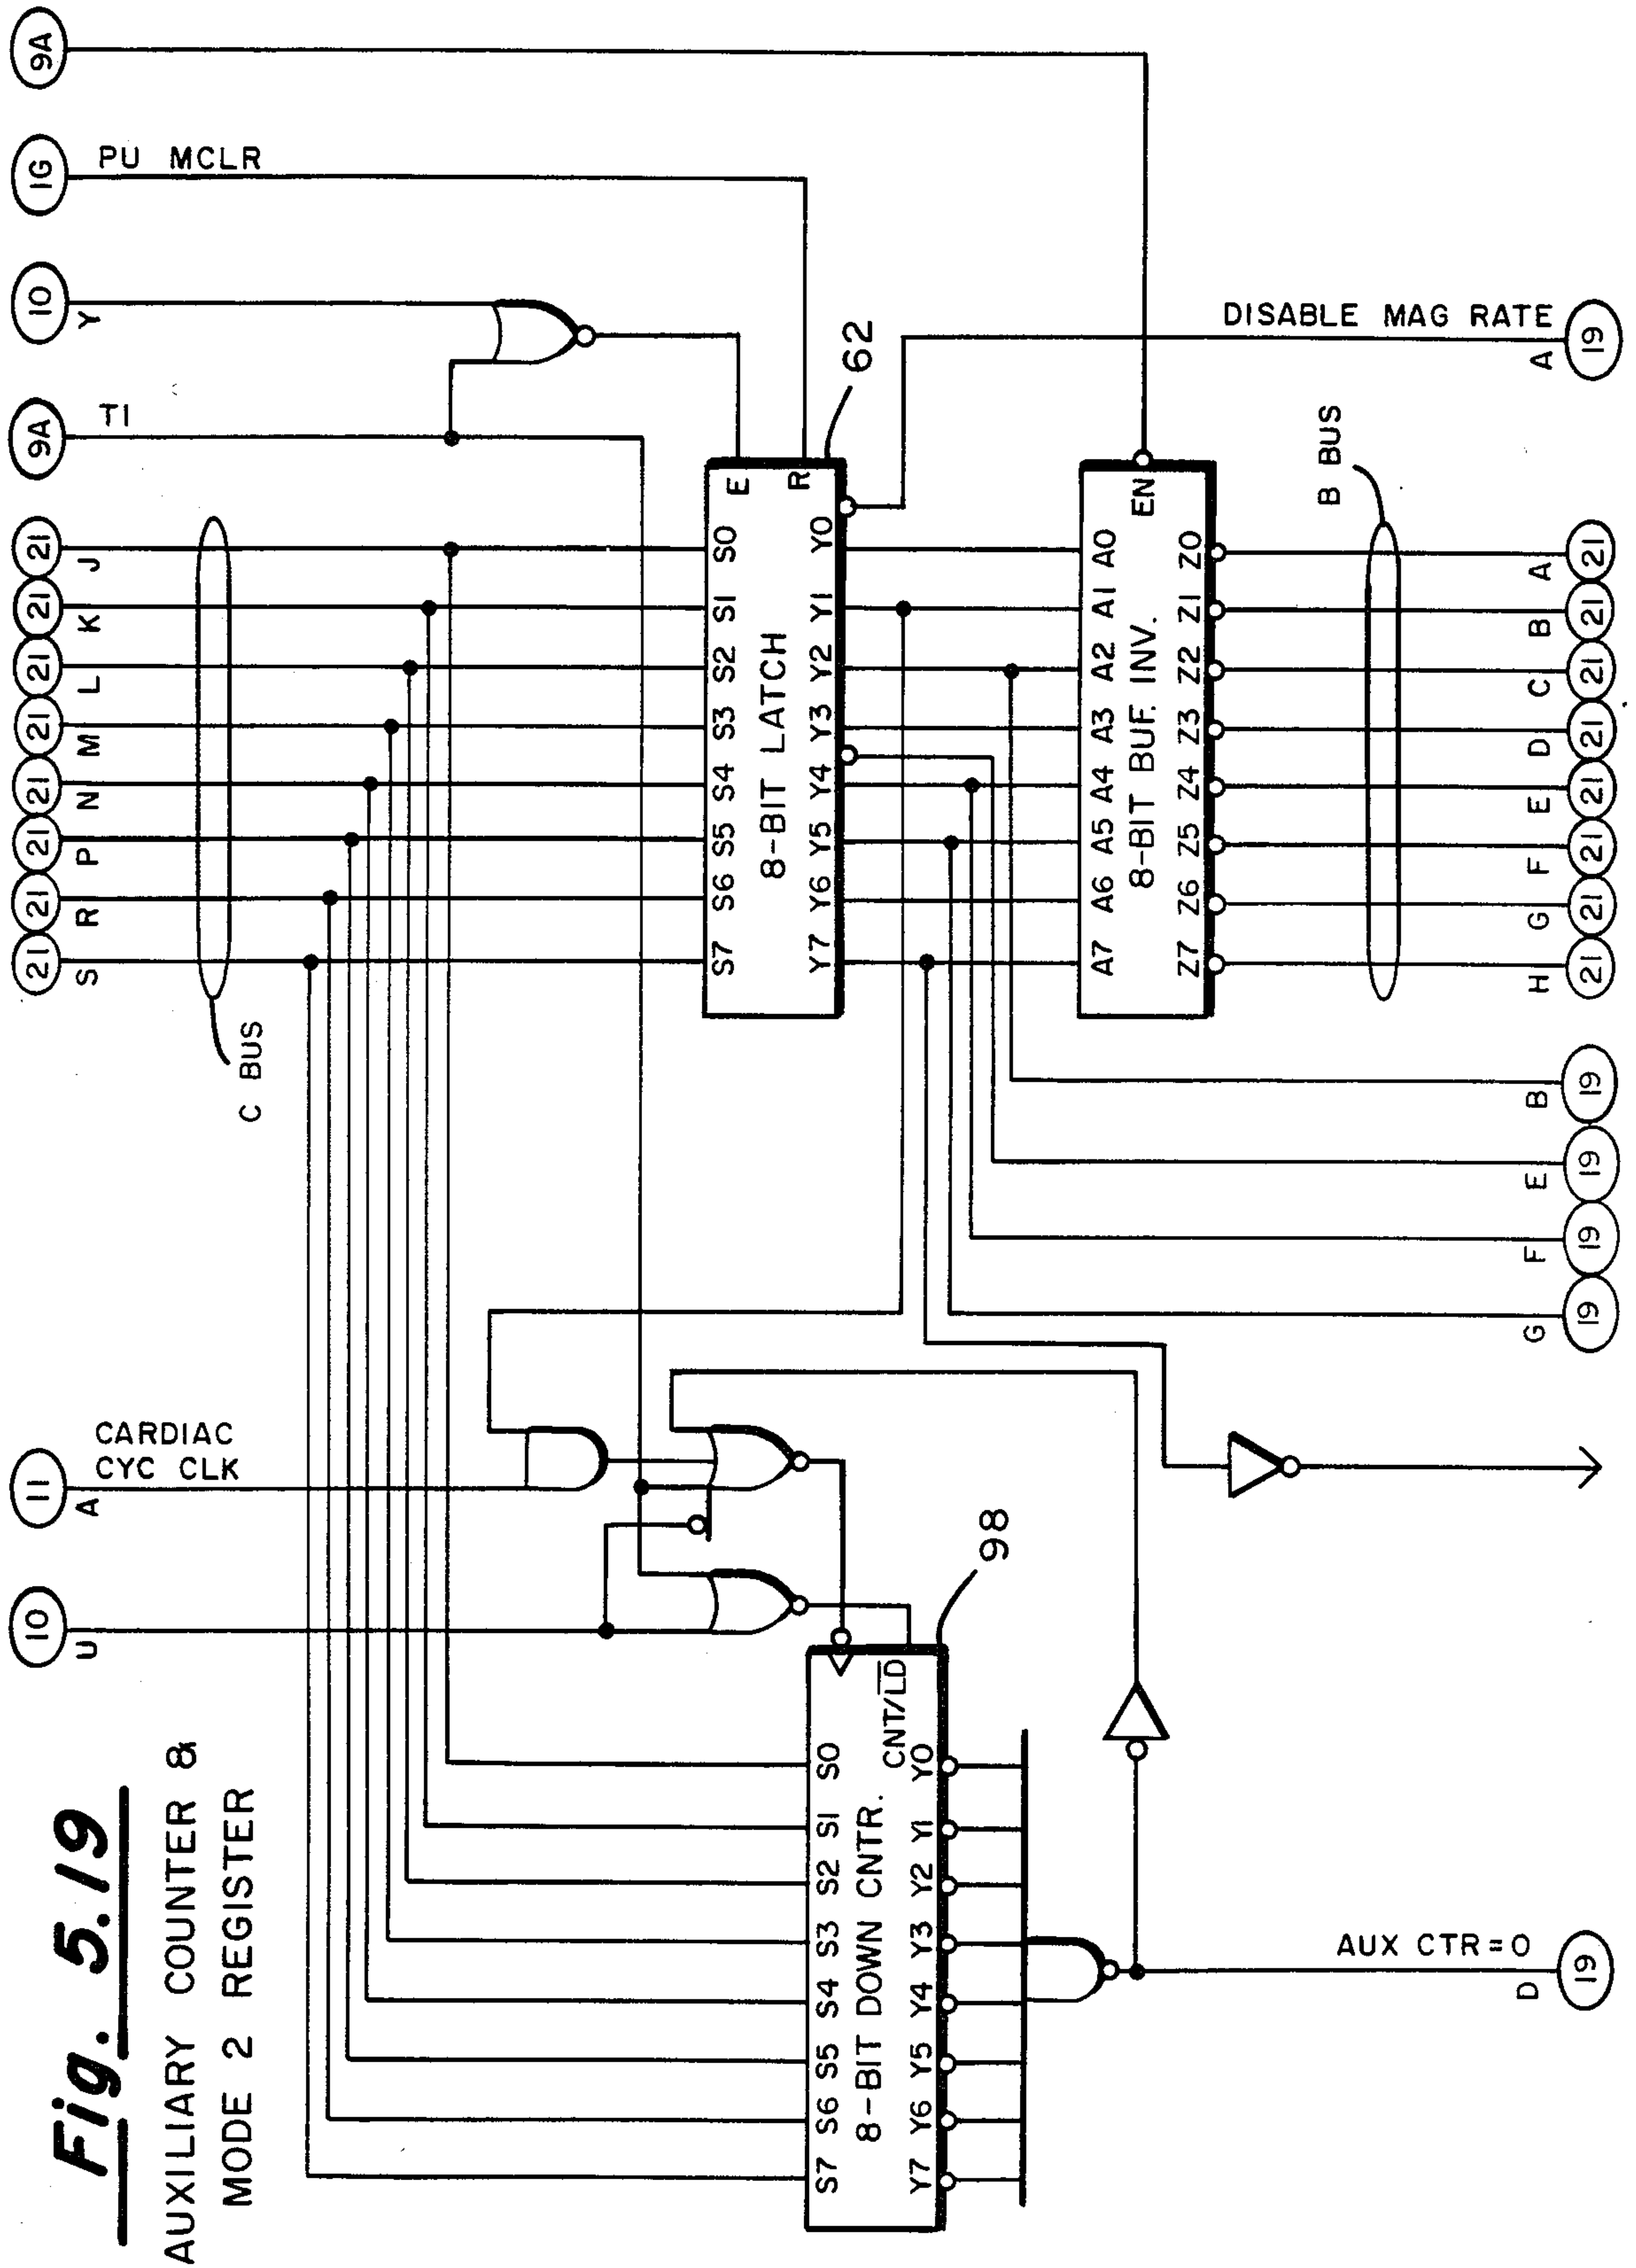 Fig. 5.19
AUXILIARY COUNTER &
MODE 2 REGISTER
10
U
11
A
CARDIAC
CYC CLK
C BUS
21 21 21 21 21 21 21 21
S R P N M L K J
9A
T1
10
Y
1G
PU MCLR
9A
S7 S6 S5 S4 S3 S2 S1 S0 E
8-BIT LATCH
R
Y7 Y6 Y5 Y4 Y3 Y2 Y1 Y0
62
S7 S6 S5 S4 S3 S2 S1 S0
8-BIT DOWN CNTR.
CNT/LD
Y7 Y6 Y5 Y4 Y3 Y2 Y1 Y0
98
A7 A6 A5 A4 A3 A2 A1 A0
8-BIT BUF. INV.
EN
Z7 Z6 Z5 Z4 Z3 Z2 Z1 Z0
B BUS
DISABLE MAG RATE
AUX CTR=0
D G F E B H G F E D C B A A
19 19 19 19 19 21 21 21 21 21 21 21 21 19